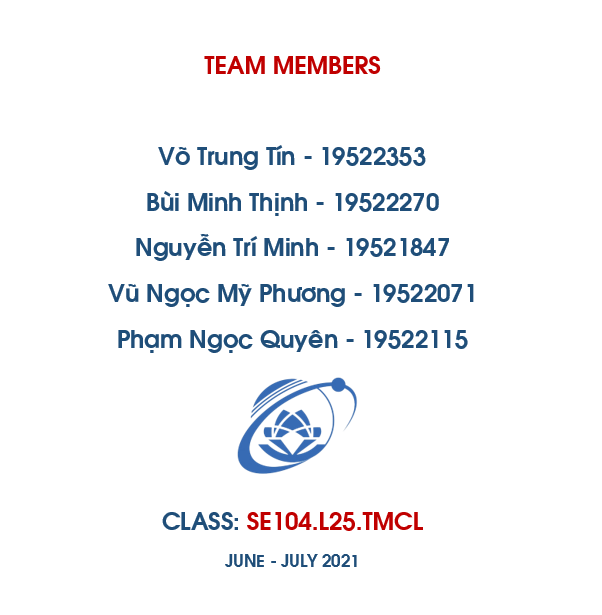 TEAM MEMBERS
Võ Trung Tín - 19522353
Bùi Minh Thịnh - 19522270
Nguyễn Trí Minh - 19521847
Vũ Ngọc Mỹ Phương - 19522071
Phạm Ngọc Quyên - 19522115
CLASS: SE104.L25.TMCL
JUNE - JULY 2021